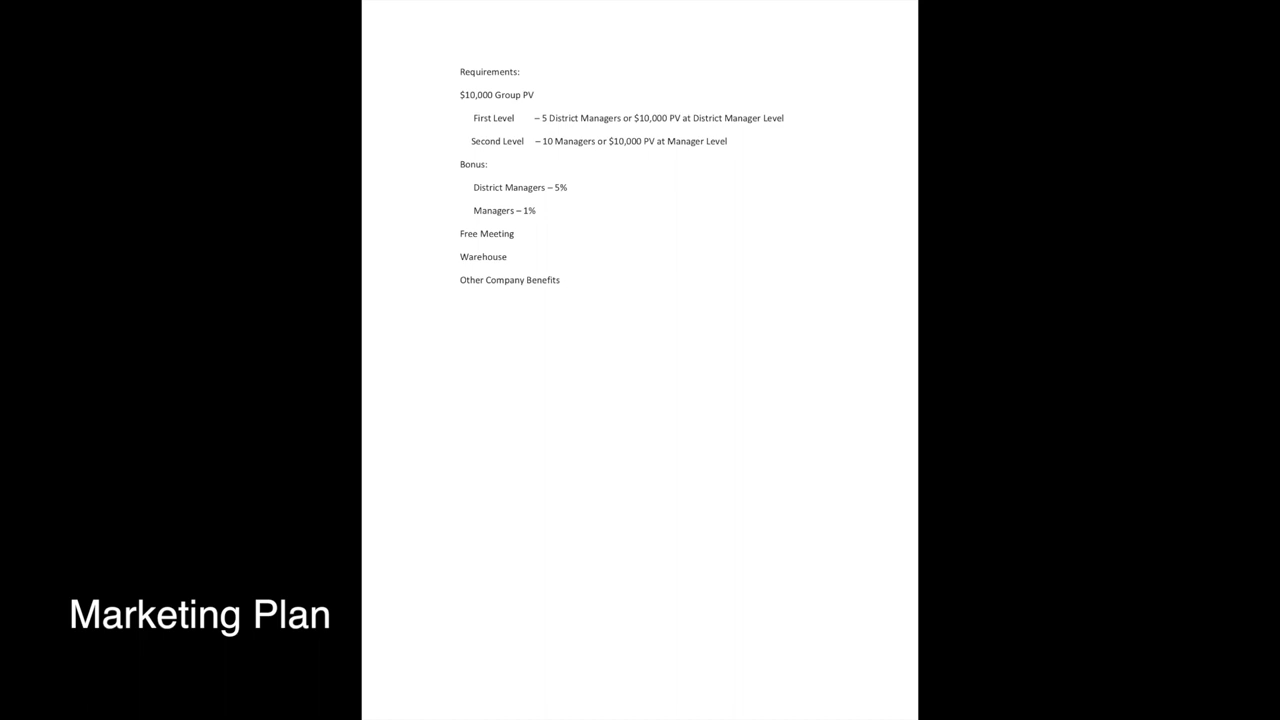 Requirements:
$10,000 Group PV
First Level – 5 District Managers or $10,000 PV at District Manager Level
Second Level – 10 Managers or $10,000 PV at Manager Level
Bonus:
District Managers – 5%
Managers – 1%
Free Meeting
Warehouse
Other Company Benefits
Marketing Plan